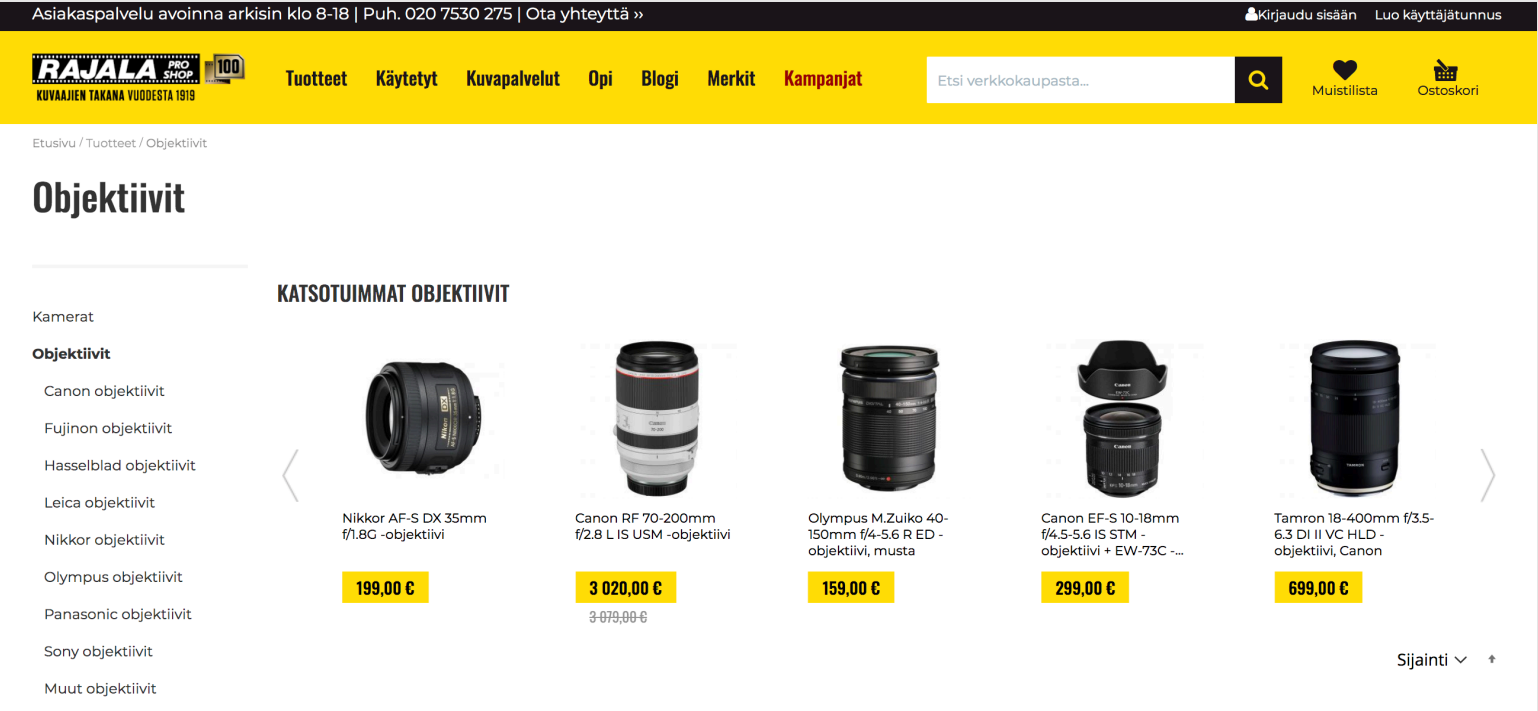 Asiakaspalvelu avoinna arkisin klo 8-18 | Puh. 020 7530 275 | Ota yhteyttä ››
Kirjaudu sisään Luo käyttäjätunnus
RAJALA PRO SHOP 100
KUVAAJIEN TAKANA VUODESTA 1919
Tuotteet Käytetyt Kuvapalvelut Opi Blogi Merkit Kampanjat
Etsi verkkokaupasta...
Muistilista
Ostoskori
Etusivu / Tuotteet / Objektiivit
Objektiivit
Kamerat
Objektiivit
Canon objektiivit
Fujinon objektiivit
Hasselblad objektiivit
Leica objektiivit
Nikkor objektiivit
Olympus objektiivit
Panasonic objektiivit
Sony objektiivit
Muut objektiivit
KATSOTUIMMAT OBJEKTIIVIT
Nikon DX
Nikkor AF-S DX 35mm
f/1.8G -objektiivi
199,00 €
Canon
Canon RF 70-200mm
f/2.8 L IS USM -objektiivi
3 020,00 €
3 079,00 €
Olympus M.Zuiko 40-
150mm f/4-5.6 R ED -
objektiivi, musta
159,00 €
Canon
Canon
Canon EF-S 10-18mm
f/4.5-5.6 IS STM -
objektiivi + EW-73C -...
299,00 €
TAMRON
Tamron 18-400mm f/3.5-
6.3 DI II VC HLD -
objektiivi, Canon
699,00 €
Sijainti